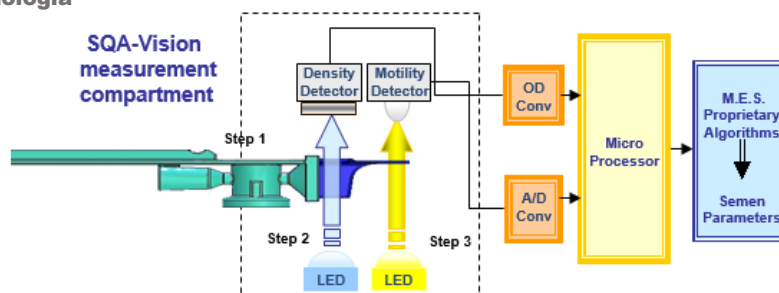 SQA-Vision
measurement
compartment
Density
Detector
Motility
Detector
Step 1
Step 2
Step 3
LED
LED
OD
Conv
A/D
Conv
Micro
Processor
M.E.S.
Proprietary
Algorithms
Semen
Parameters